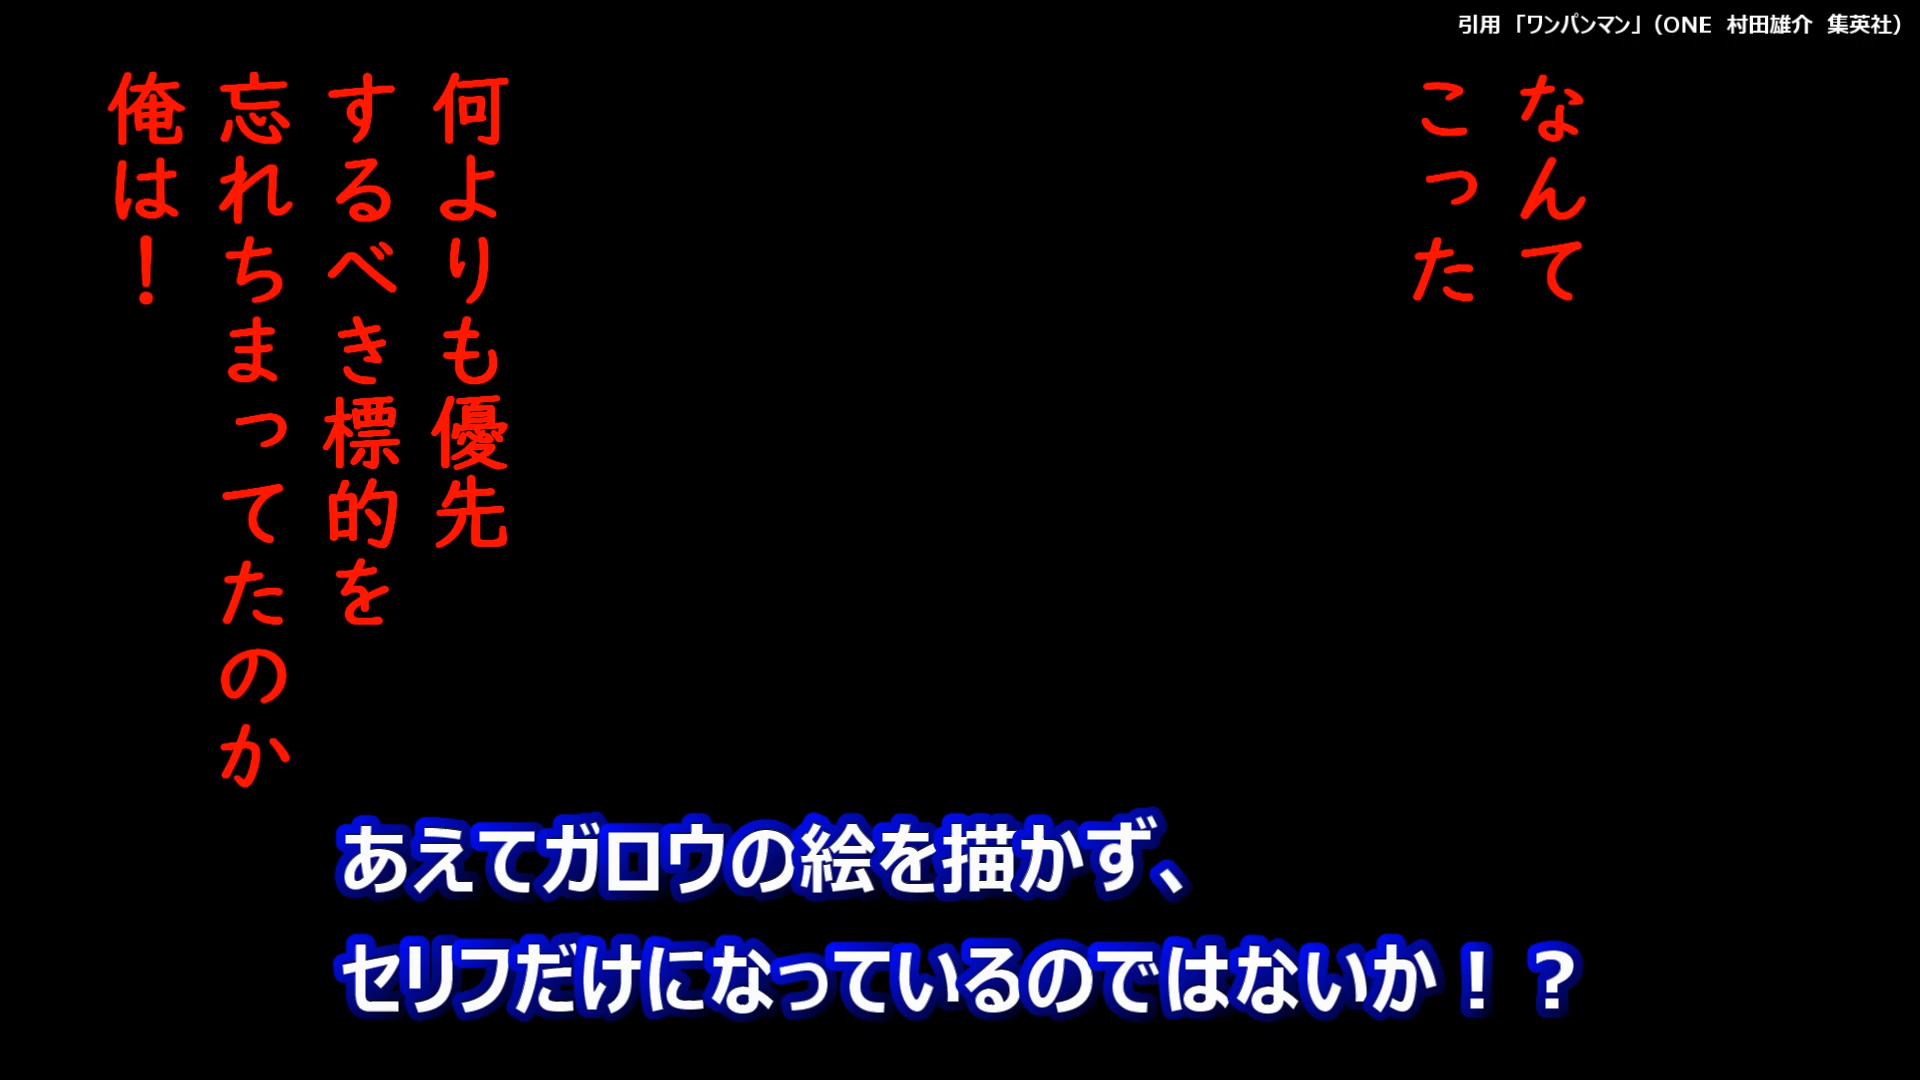 引用「ワンパンマン」（ONE　村田雄介　集英社）
なんて
こった
何よりも優先
するべき標的を
忘れちまってたのか
俺は！
あえてガロウの絵を描かず、
セリフだけになっているのではないか！？